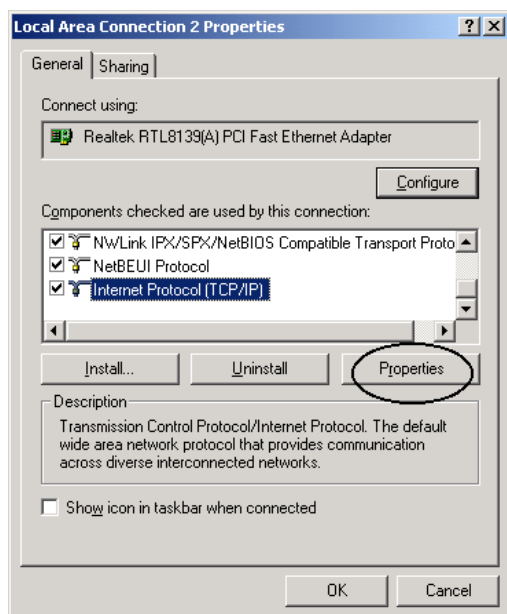 Local Area Connection 2 Properties
General
Sharing
Connect using:
Realtek RTL8139(A) PCI Fast Ethernet Adapter
Configure
Components checked are used by this connection:
NWLink IPX/SPX/NetBIOS Compatible Transport Proto
NetBEUI Protocol
Internet Protocol (TCP/IP)
Install...
Uninstall
Properties
Description
Transmission Control Protocol/Internet Protocol. The default
wide area network protocol that provides communication
across diverse interconnected networks.
Show icon in taskbar when connected
OK
Cancel